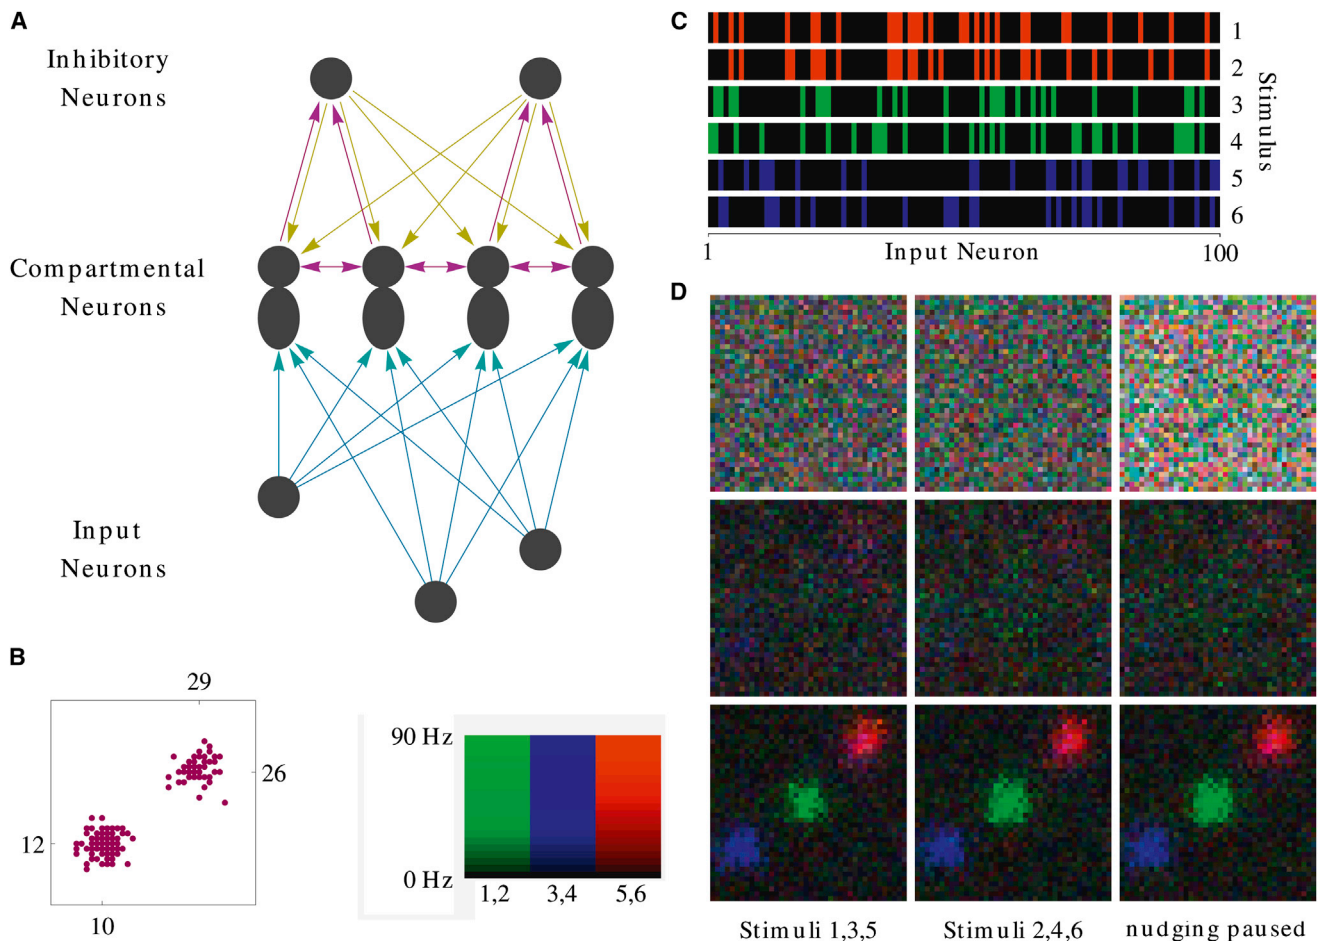 A
Inhibitory
Neurons
Compartmental
Neurons
Input
Neurons
B
29
26
12
10
90 Hz
0 Hz
1,2 3,4 5,6
C
1
2
3
4
5
6
Stimulus
1 Input Neuron 100
D
Stimuli 1,3,5 Stimuli 2,4,6 nudging paused